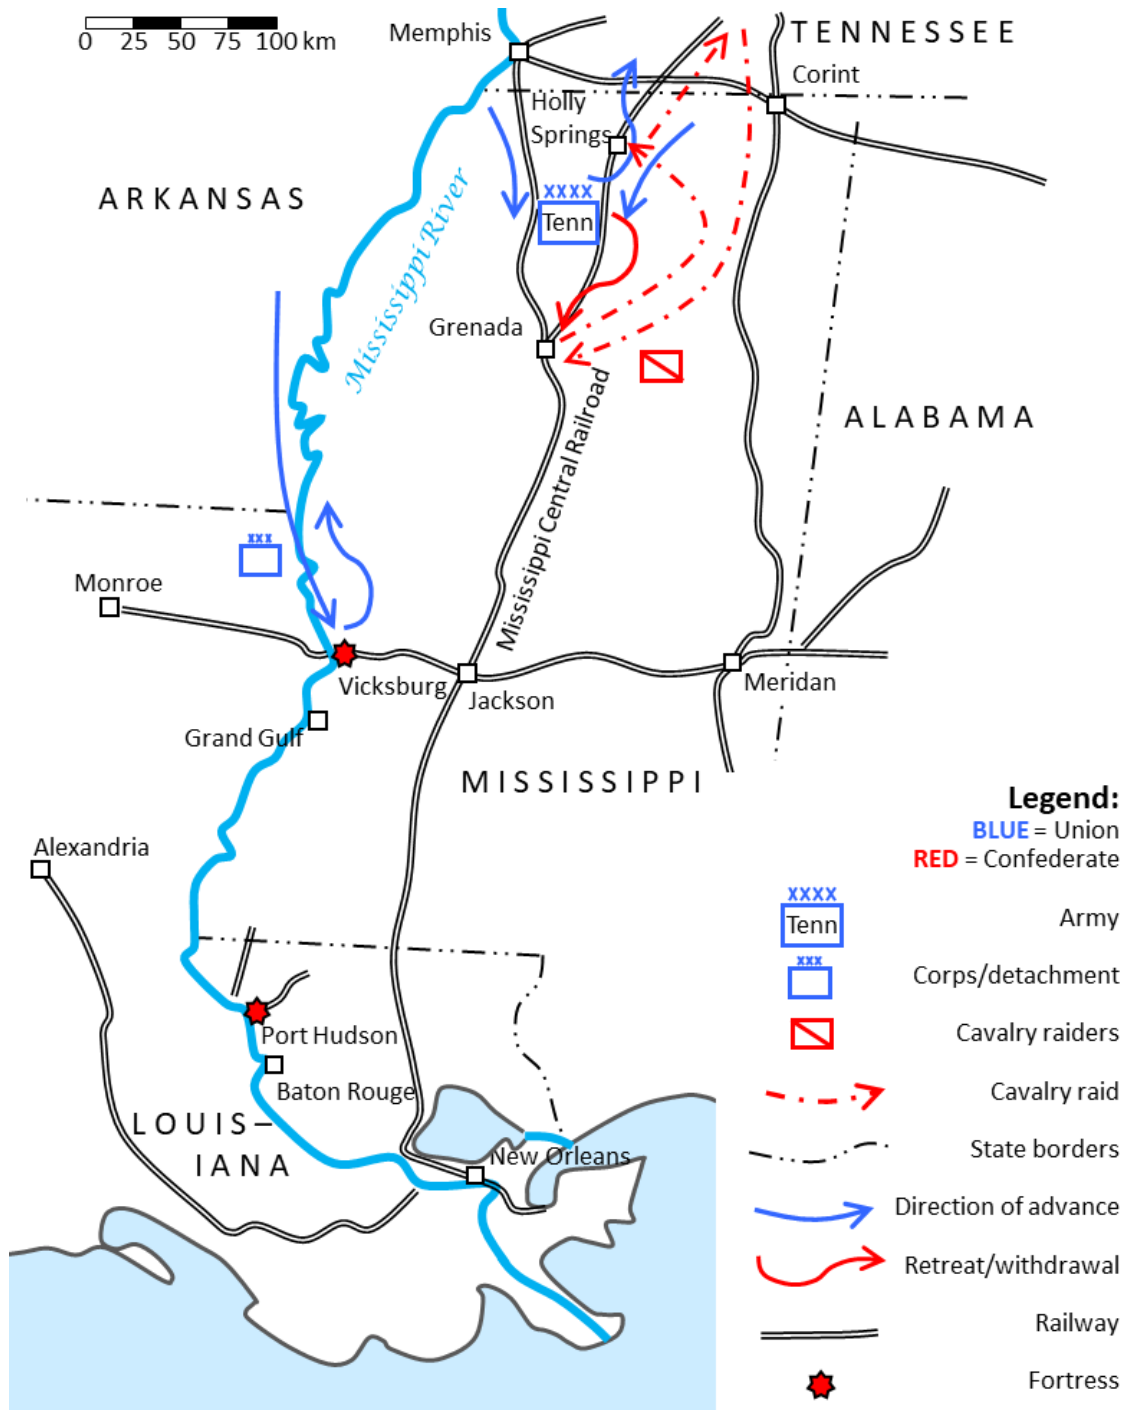 0 25 50 75 100 km
Memphis
TENNESSEE
Corint
Holly
Springs
ARKANSAS
XXXX
Tenn
Mississippi River
Grenada
Mississippi Central Railroad
ALABAMA
xxx
Monroe
Vicksburg
Jackson
Meridan
Grand Gulf
MISSISSIPPI
Alexandria
Port Hudson
Baton Rouge
LOUIS–
IANA
New Orleans
Legend:
BLUE = Union
RED = Confederate
XXXX
Tenn
Army
xxx
Corps/detachment
Cavalry raiders
Cavalry raid
State borders
Direction of advance
Retreat/withdrawal
Railway
Fortress